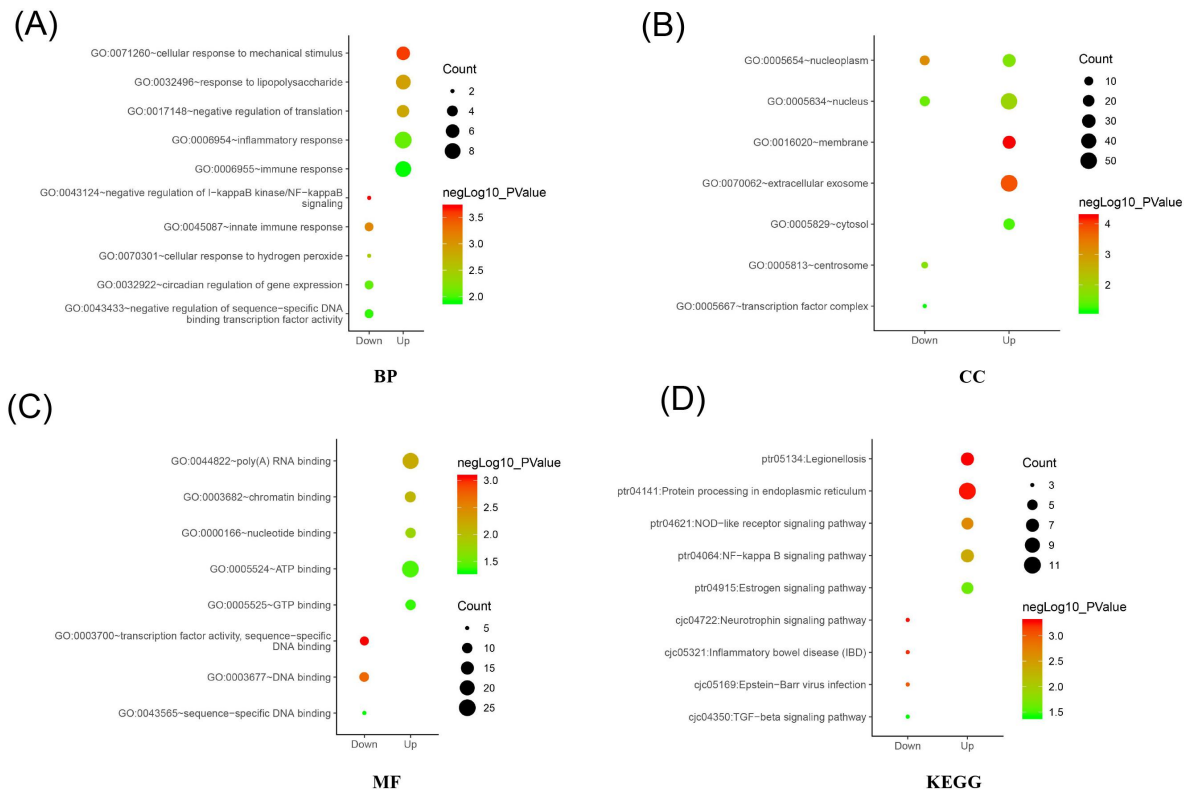 (A)
GO:0071260~cellular response to mechanical stimulus
GO:0032496~response to lipopolysaccharide
GO:0017148~negative regulation of translation
GO:0006954~inflammatory response
GO:0006955~immune response
GO:0043124~negative regulation of I−kappaB kinase/NF−kappaB
signaling
GO:0045087~innate immune response
GO:0070301~cellular response to hydrogen peroxide
GO:0032922~circadian regulation of gene expression
GO:0043433~negative regulation of sequence−specific DNA
binding transcription factor activity
Down Up
BP
Count
2
4
6
8
negLog10_PValue
3.5
3.0
2.5
2.0
(B)
GO:0005654~nucleoplasm
GO:0005634~nucleus
GO:0016020~membrane
GO:0070062~extracellular exosome
GO:0005829~cytosol
GO:0005813~centrosome
GO:0005667~transcription factor complex
Down Up
CC
Count
10
20
30
40
50
negLog10_PValue
4
3
2
(C)
GO:0044822~poly(A) RNA binding
GO:0003682~chromatin binding
GO:0000166~nucleotide binding
GO:0005524~ATP binding
GO:0005525~GTP binding
GO:0003700~transcription factor activity, sequence−specific
DNA binding
GO:0003677~DNA binding
GO:0043565~sequence−specific DNA binding
Down Up
MF
negLog10_PValue
3.0
2.5
2.0
1.5
Count
5
10
15
20
25
(D)
ptr05134:Legionellosis
ptr04141:Protein processing in endoplasmic reticulum
ptr04621:NOD−like receptor signaling pathway
ptr04064:NF−kappa B signaling pathway
ptr04915:Estrogen signaling pathway
cjc04722:Neurotrophin signaling pathway
cjc05321:Inflammatory bowel disease (IBD)
cjc05169:Epstein−Barr virus infection
cjc04350:TGF−beta signaling pathway
Down Up
KEGG
Count
3
5
7
9
11
negLog10_PValue
3.0
2.5
2.0
1.5